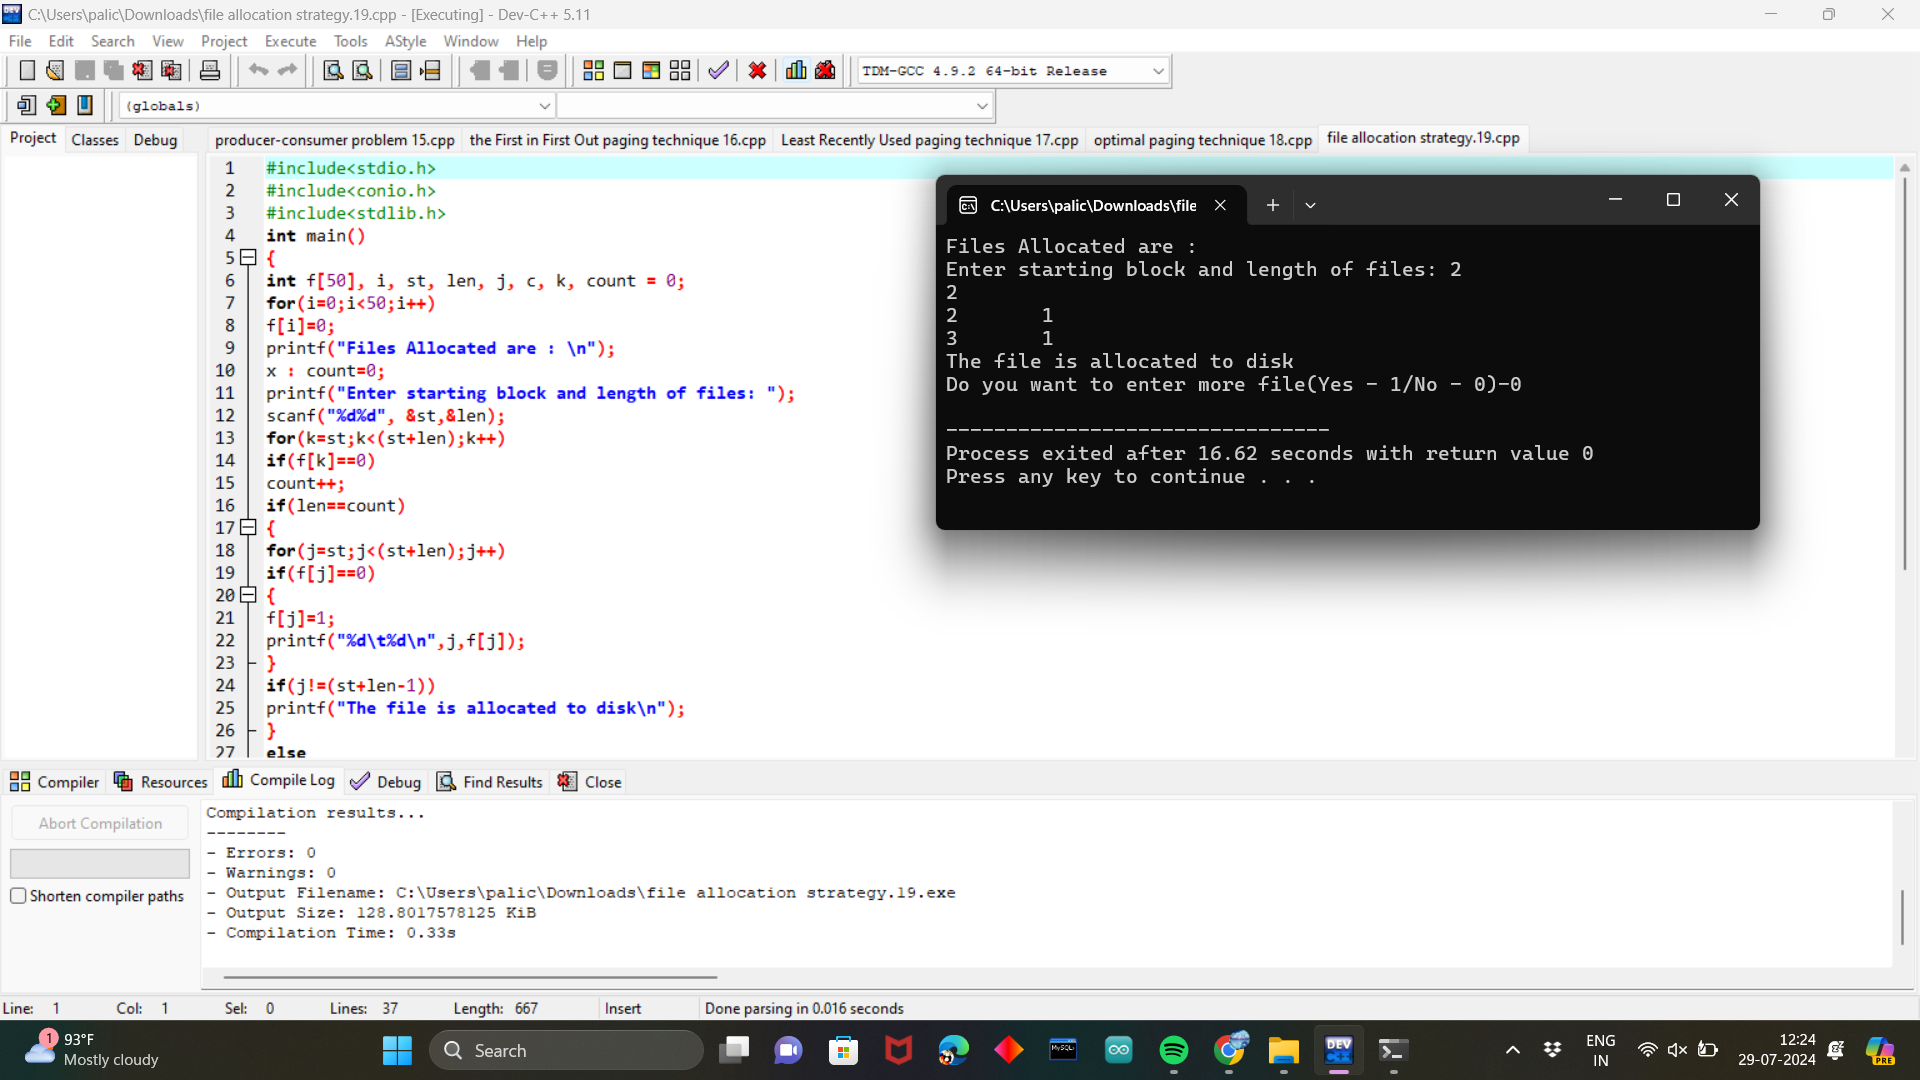 C:\Users\palic\Downloads\file allocation strategy.19.cpp - [Executing] - Dev-C++ 5.11
File Edit Search View Project Execute Tools AStyle Window Help
TDM-GCC 4.9.2 64-bit Release
(globals)
Project Classes Debug
producer-consumer problem 15.cpp the First in First Out paging technique 16.cpp Least Recently Used paging technique 17.cpp optimal paging technique 18.cpp file allocation strategy.19.cpp
1 #include<stdio.h>
2 #include<conio.h>
3 #include<stdlib.h>
4 int main()
5 {
6 int f[50], i, st, len, j, c, k, count = 0;
7 for(i=0;i<50;i++)
8 f[i]=0;
9 printf("Files Allocated are : \n");
10 x : count=0;
11 printf("Enter starting block and length of files: ");
12 scanf("%d%d", &st,&len);
13 for(k=st;k<(st+len);k++)
14 if(f[k]==0)
15 count++;
16 if(len==count)
17 {
18 for(j=st;j<(st+len);j++)
19 if(f[j]==0)
20 {
21 f[j]=1;
22 printf("%d\t%d\n",j,f[j]);
23 }
24 if(j!=(st+len-1))
25 printf("The file is allocated to disk\n");
26 }
27 else
C:\Users\palic\Downloads\file
Files Allocated are :
Enter starting block and length of files: 2
2
2 1
3 1
The file is allocated to disk
Do you want to enter more file(Yes - 1/No - 0)-0
--------------------------------
Process exited after 16.62 seconds with return value 0
Press any key to continue . . .
Compiler Resources Compile Log Debug Find Results Close
Abort Compilation
Shorten compiler paths
Compilation results...
--------
- Errors: 0
- Warnings: 0
- Output Filename: C:\Users\palic\Downloads\file allocation strategy.19.exe
- Output Size: 128.8017578125 KiB
- Compilation Time: 0.33s
Line: 1 Col: 1 Sel: 0 Lines: 37 Length: 667 Insert Done parsing in 0.016 seconds
1
93°F
Mostly cloudy
Search
MySQL
DEV
C++
ENG
IN
12:24
29-07-2024
PRE